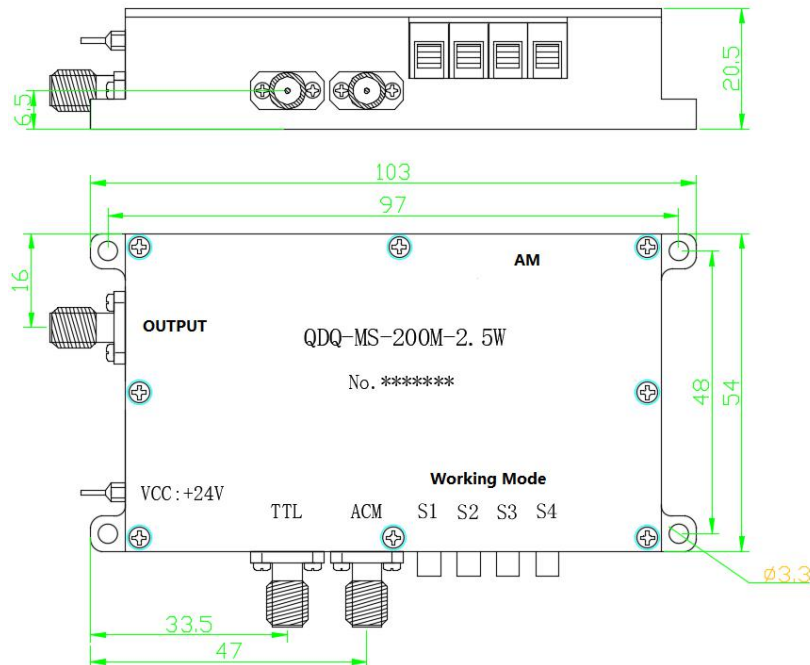 6.5
20.5
103
97
16
AM
OUTPUT
QDQ-MS-200M-2.5W
No.*******
48
54
Working Mode
VCC:+24V
TTL
ACM
S1
S2
S3
S4
ø3.3
33.5
47